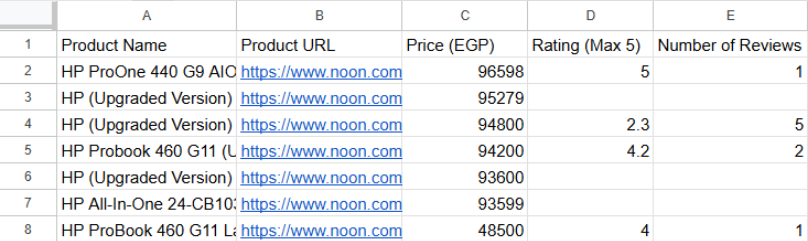 A B C D E
1 Product Name Product URL Price (EGP) Rating (Max 5) Number of Reviews
2 HP ProOne 440 G9 AIO https://www.noon.com 96598 5 1
3 HP (Upgraded Version) https://www.noon.com 95279
4 HP (Upgraded Version) https://www.noon.com 94800 2.3 5
5 HP Probook 460 G11 (U https://www.noon.com 94200 4.2 2
6 HP (Upgraded Version) https://www.noon.com 93600
7 HP All-In-One 24-CB103 https://www.noon.com 93599
8 HP ProBook 460 G11 La https://www.noon.com 48500 4 1